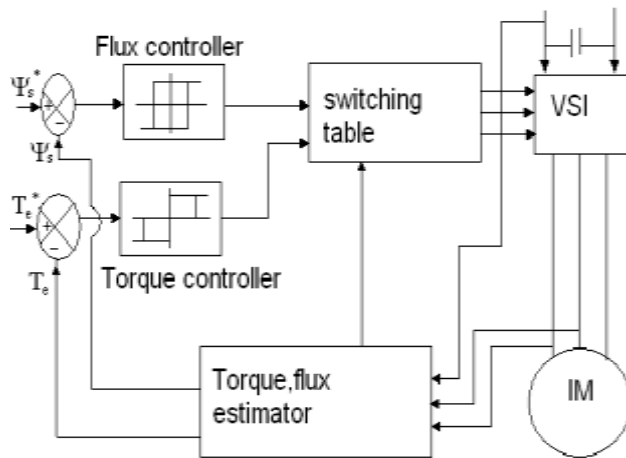 Flux controller
Ψs*
+
−
Ψs
switching
table
VSI
Te*
+
−
Te
Torque controller
Torque,flux
estimator
IM